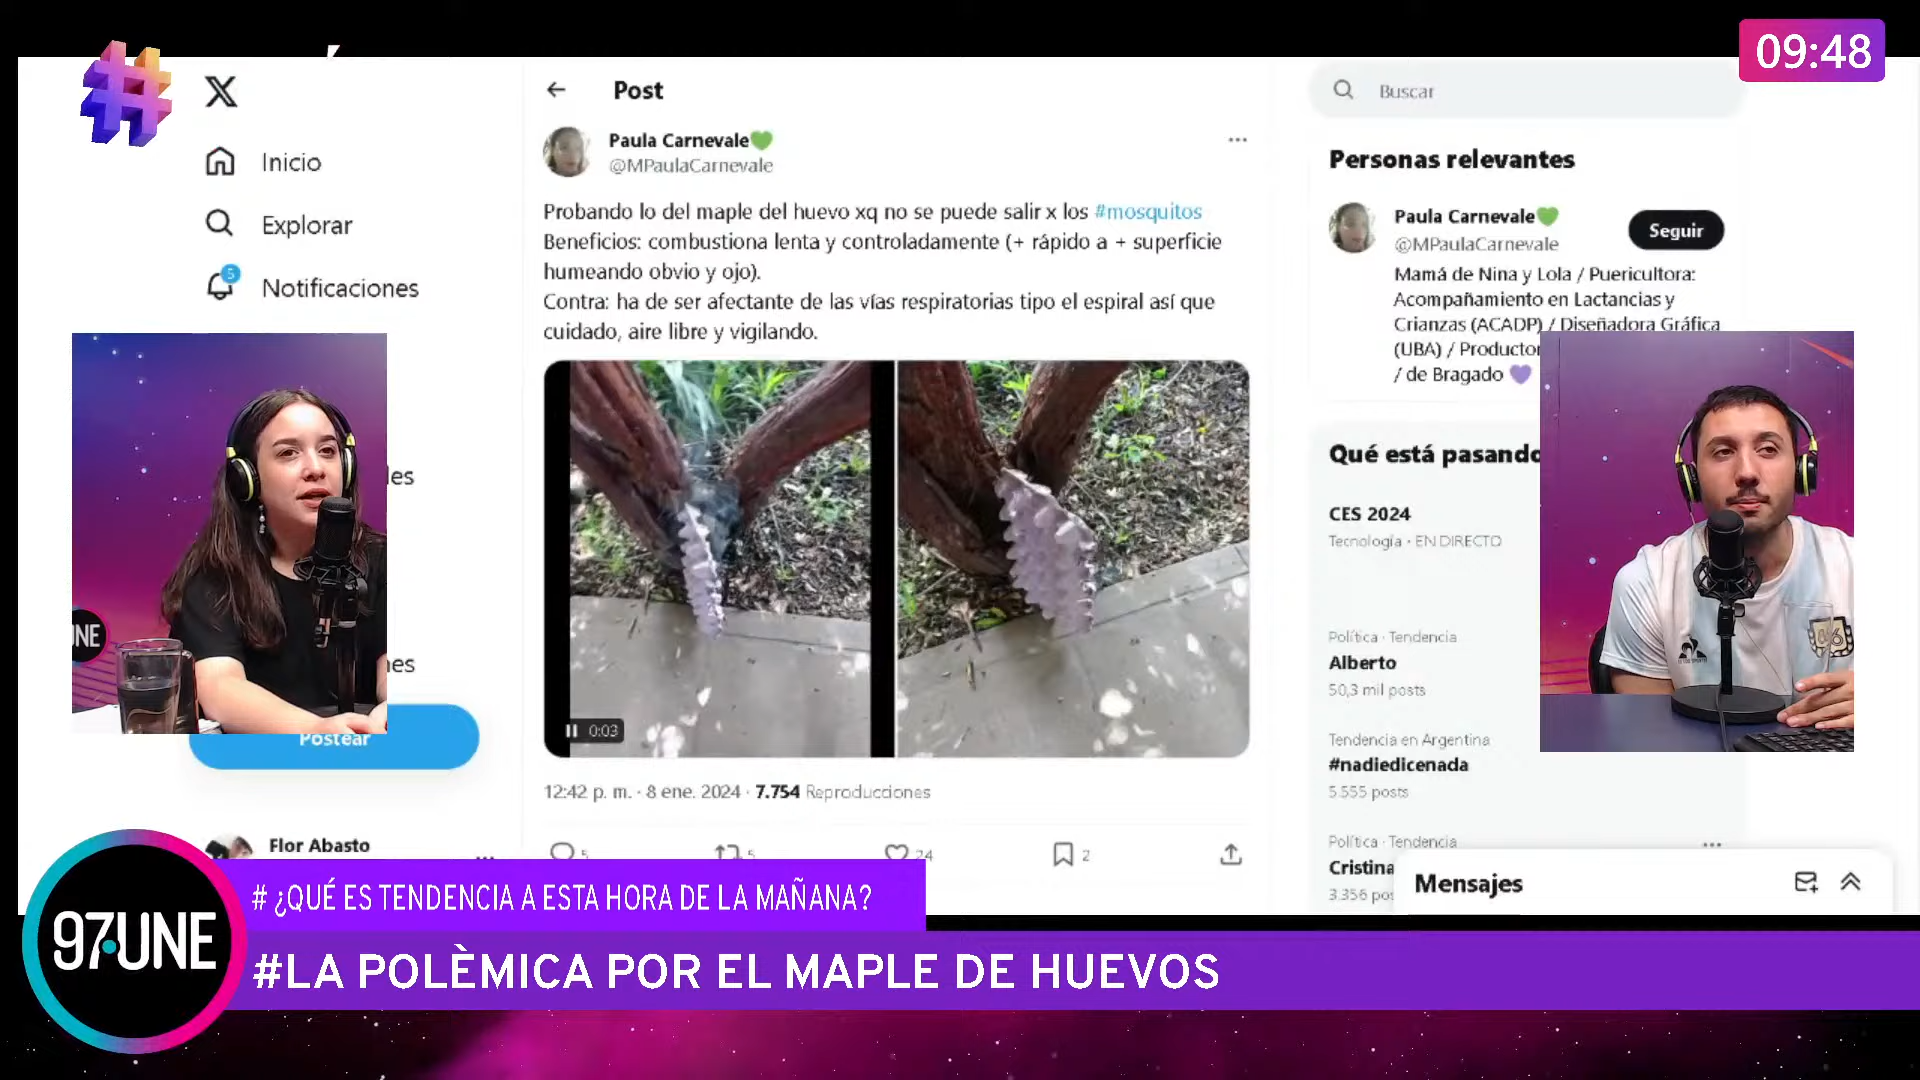 09:48
X
Inicio
Explorar
5
Notificaciones
Postear
Flor Abasto
Post
Paula Carnevale
@MPaulaCarnevale
Probando lo del maple del huevo xq no se puede salir x los #mosquitos
Beneficios: combustiona lenta y controladamente (+ rápido a + superficie
humeando obvio y ojo).
Contra: ha de ser afectante de las vías respiratorias tipo el espiral así que
cuidado, aire libre y vigilando.
0:03
12:42 p. m. · 8 ene. 2024 · 7.754 Reproducciones
5
5
24
2
Buscar
Personas relevantes
Paula Carnevale
@MPaulaCarnevale
Seguir
Mamá de Nina y Lola / Puericultora:
Acompañamiento en Lactancias y
Crianzas (ACADP) / Diseñadora Gráfica
(UBA) / Productor
/ de Bragado
Qué está pasando
CES 2024
Tecnología · EN DIRECTO
Política · Tendencia
Alberto
50,3 mil posts
Tendencia en Argentina
#nadiedicenada
5.555 posts
Política · Tendencia
Cristina
3.356 pos
Mensajes
97.UNE
# ¿QUÉ ES TENDENCIA A ESTA HORA DE LA MAÑANA?
#LA POLÈMICA POR EL MAPLE DE HUEVOS